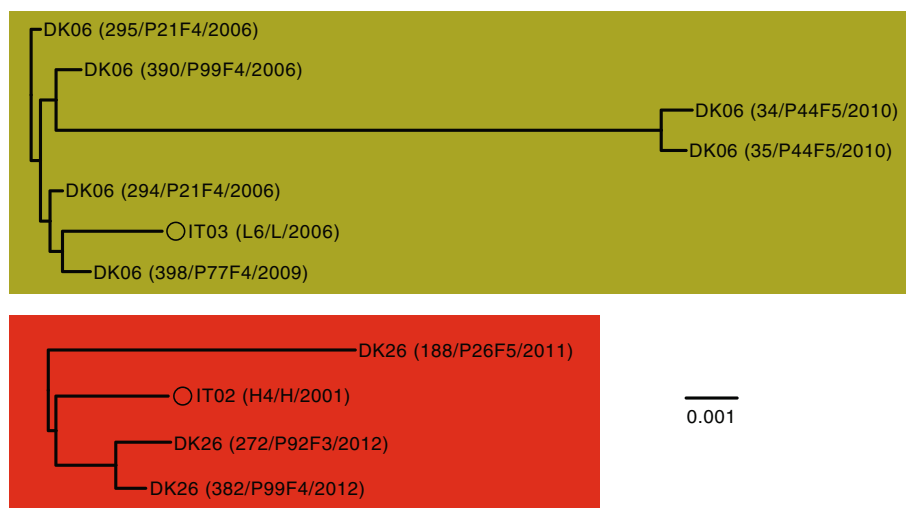 DK06 (295/P21F4/2006)
DK06 (390/P99F4/2006)
DK06 (34/P44F5/2010)
DK06 (35/P44F5/2010)
DK06 (294/P21F4/2006)
IT03 (L6/L/2006)
DK06 (398/P77F4/2009)
DK26 (188/P26F5/2011)
IT02 (H4/H/2001)
DK26 (272/P92F3/2012)
DK26 (382/P99F4/2012)
0.001